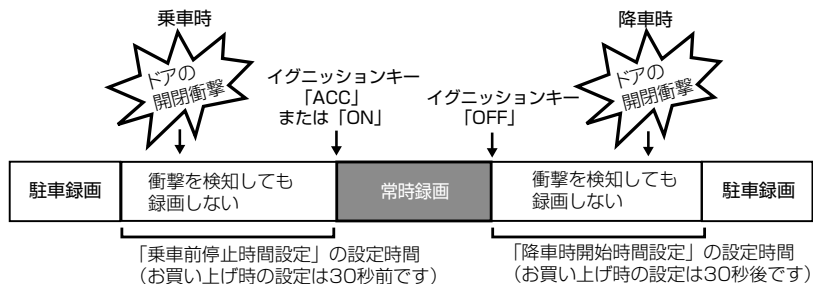 乗車時
降車時
ドアの
開閉衝撃
イグニッションキー
「ACC」
または「ON」
イグニッションキー
「OFF」
ドアの
開閉衝撃
駐車録画
衝撃を検知しても
録画しない
常時録画
衝撃を検知しても
録画しない
駐車録画
「乗車前停止時間設定」の設定時間
(お買い上げ時の設定は30秒前です)
「降車時開始時間設定」の設定時間
(お買い上げ時の設定は30秒後です)